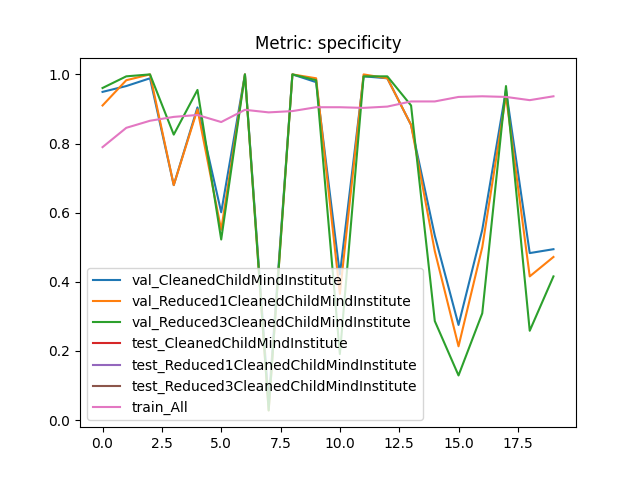 Metric: specificity
1.0
0.8
0.6
0.4
0.2
0.0
val_CleanedChildMindInstitute
val_Reduced1CleanedChildMindInstitute
val_Reduced3CleanedChildMindInstitute
test_CleanedChildMindInstitute
test_Reduced1CleanedChildMindInstitute
test_Reduced3CleanedChildMindInstitute
train_All
0.0 2.5 5.0 7.5 10.0 12.5 15.0 17.5